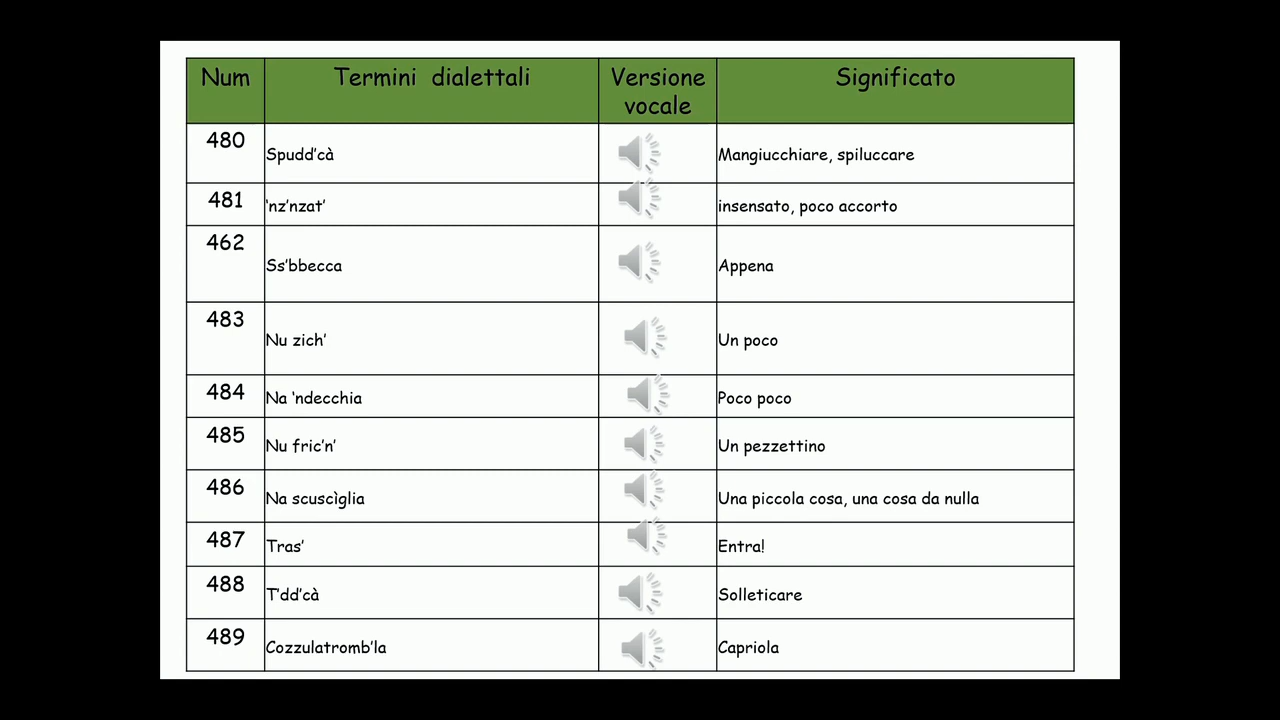 Num Termini dialettali Versione vocale Significato
480 Spudd'cà Mangiucchiare, spiluccare
481 'nz'nzat' insensato, poco accorto
462 Ss'bbecca Appena
483 Nu zich' Un poco
484 Na 'ndecchia Poco poco
485 Nu fric'n' Un pezzettino
486 Na scuscìglia Una piccola cosa, una cosa da nulla
487 Tras' Entra!
488 T'dd'cà Solleticare
489 Cozzulatromb'la Capriola